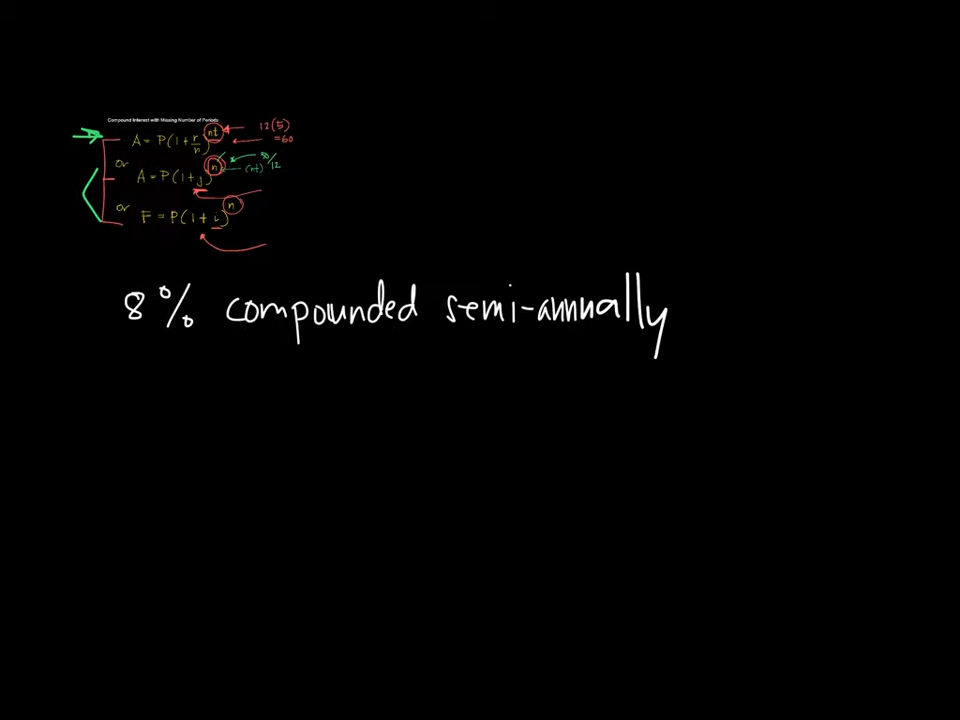 Compound Interest with Missing Number of Periods
A = P(1 + r/n)^nt 12(5)
= 60
or A = P(1 + j)^n (nt) /12
or F = P(1 + i)^n
8% compounded semi-annually